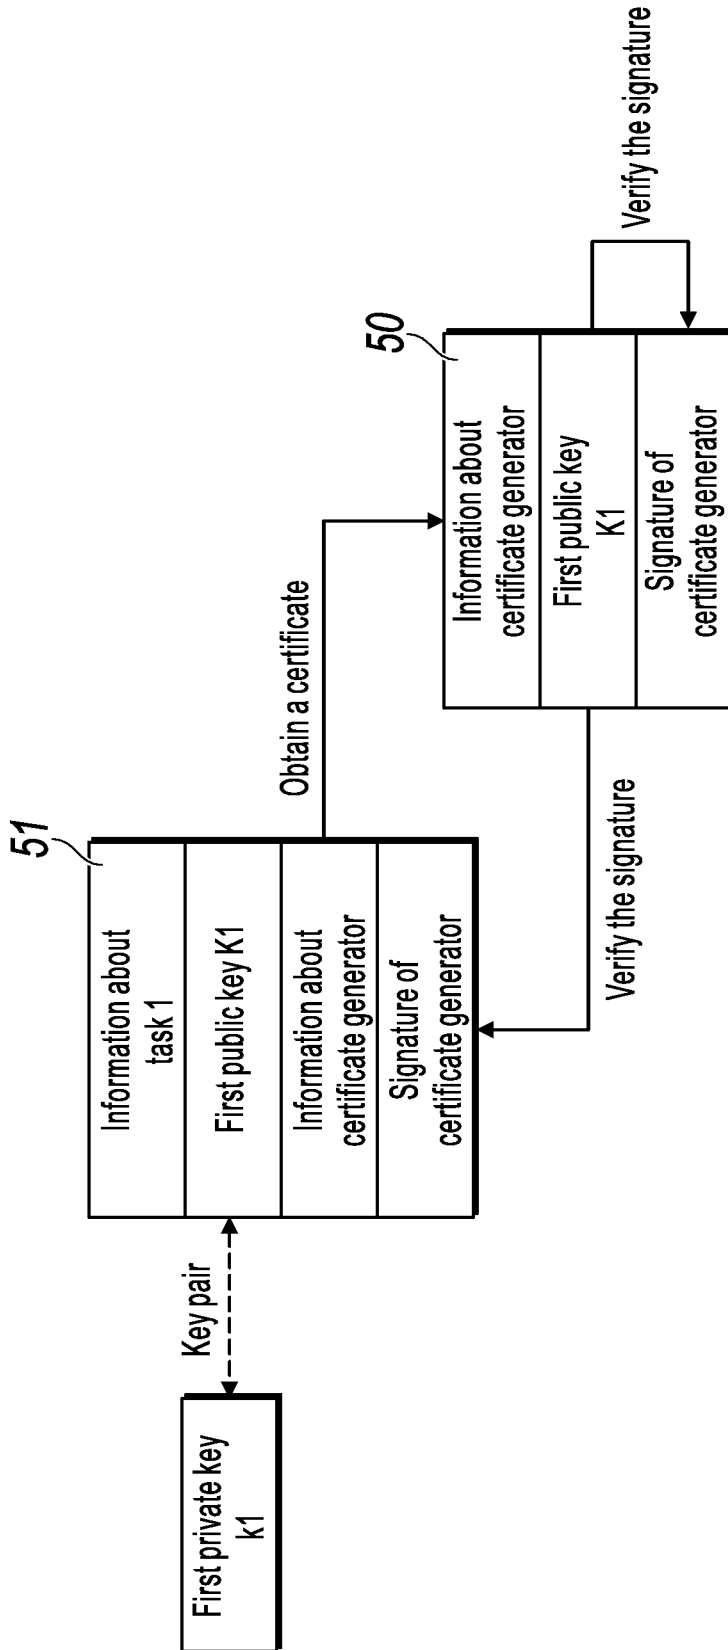 First private key
k1
Key pair
51
Information about
task 1
First public key K1
Information about
certificate generator
Signature of
certificate generator
Obtain a certificate
Verify the signature
50
Information about
certificate generator
First public key
K1
Signature of
certificate generator
Verify the signature